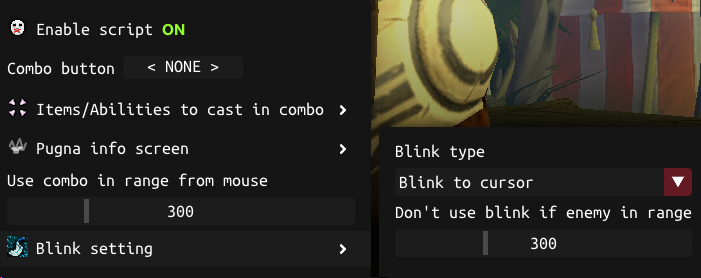 Enable script ON
Combo button < NONE >
Items/Abilities to cast in combo
Pugna info screen
Use combo in range from mouse
300
Blink setting
Blink type
Blink to cursor
Don't use blink if enemy in range
300